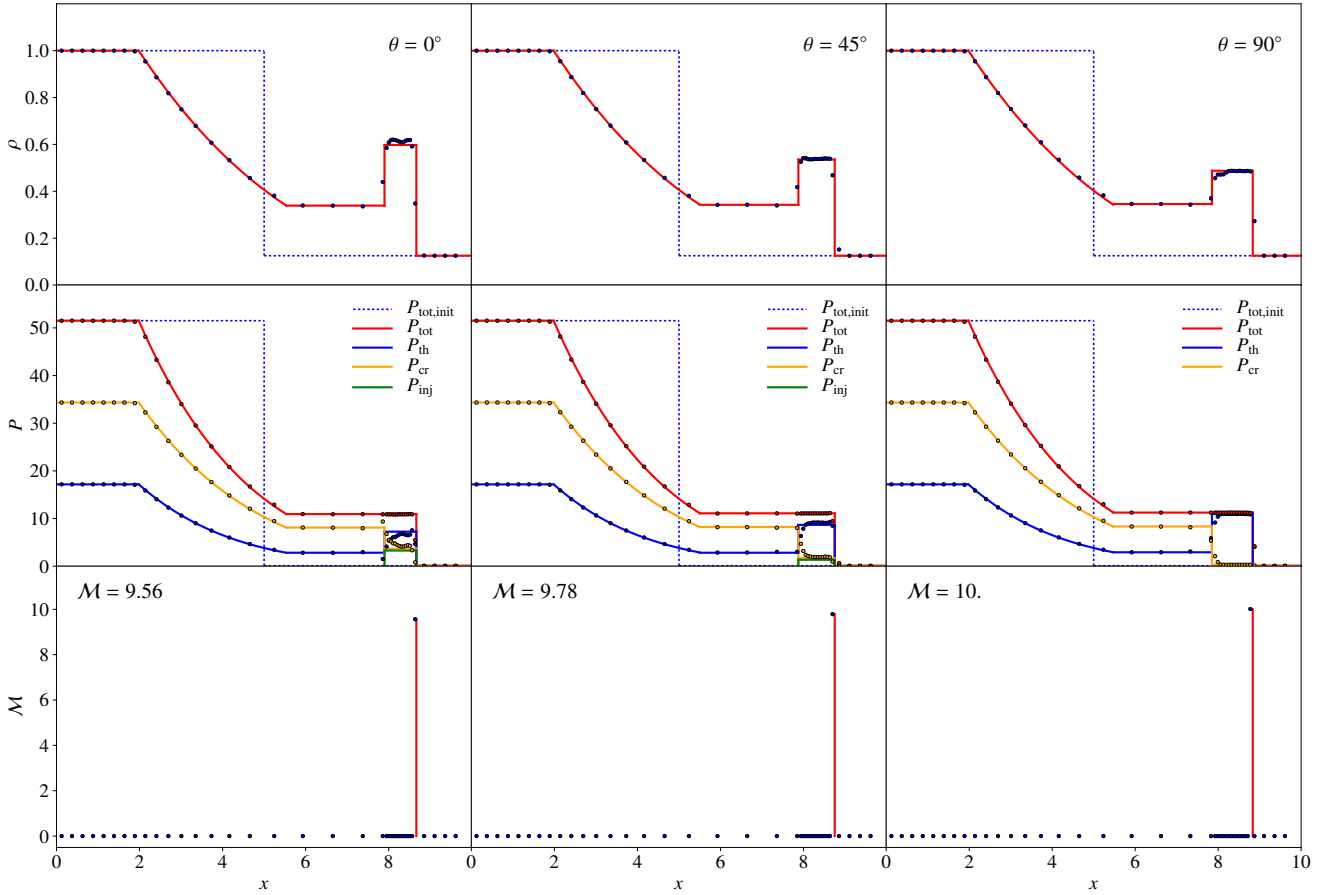 θ = 0°
θ = 45°
θ = 90°
1.0
0.8
0.6
0.4
0.2
0.0
ρ
P_tot,init
P_tot
P_th
P_cr
P_inj
P_tot,init
P_tot
P_th
P_cr
P_inj
P_tot,init
P_tot
P_th
P_cr
50
40
30
20
10
0
P
ℳ = 9.56
ℳ = 9.78
ℳ = 10.
10
8
6
4
2
0
ℳ
0 2 4 6 8 0 2 4 6 8 0 2 4 6 8 10
x x x